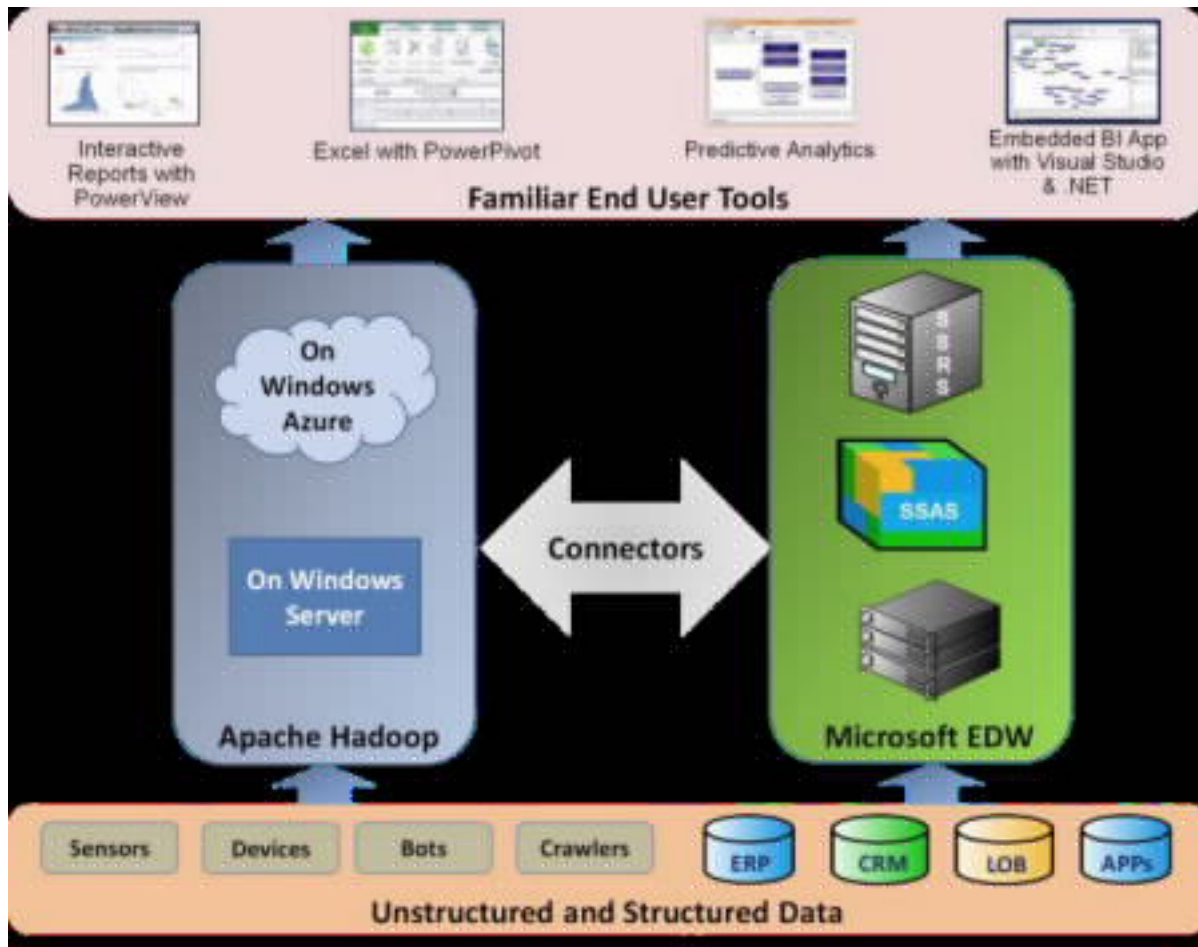 Interactive
Reports with
PowerView
Excel with PowerPivot
Predictive Analytics
Embedded BI App
with Visual Studio
& .NET
Familiar End User Tools
On
Windows
Azure
On Windows
Server
Apache Hadoop
Connectors
SSRS
SSAS
Microsoft EDW
Sensors
Devices
Bots
Crawlers
ERP
CRM
LOB
APPs
Unstructured and Structured Data